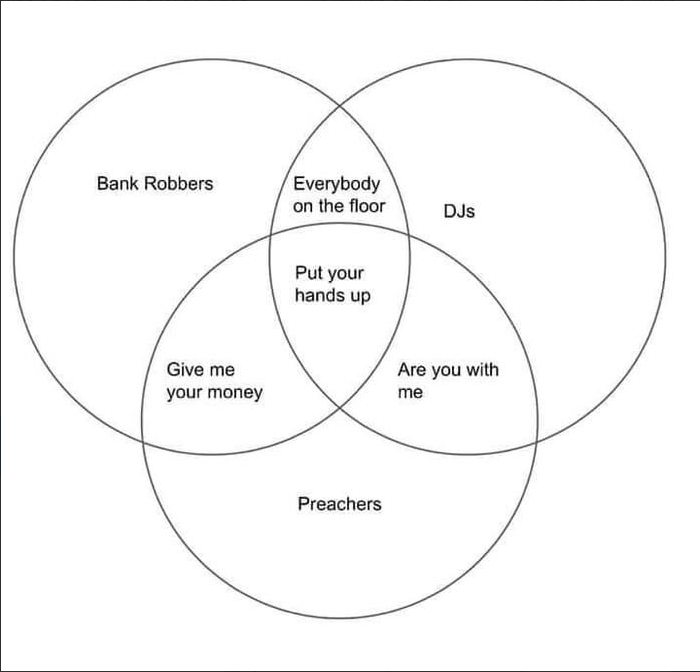 Bank Robbers
Everybody
on the floor
DJs
Put your
hands up
Give me
your money
Are you with
me
Preachers